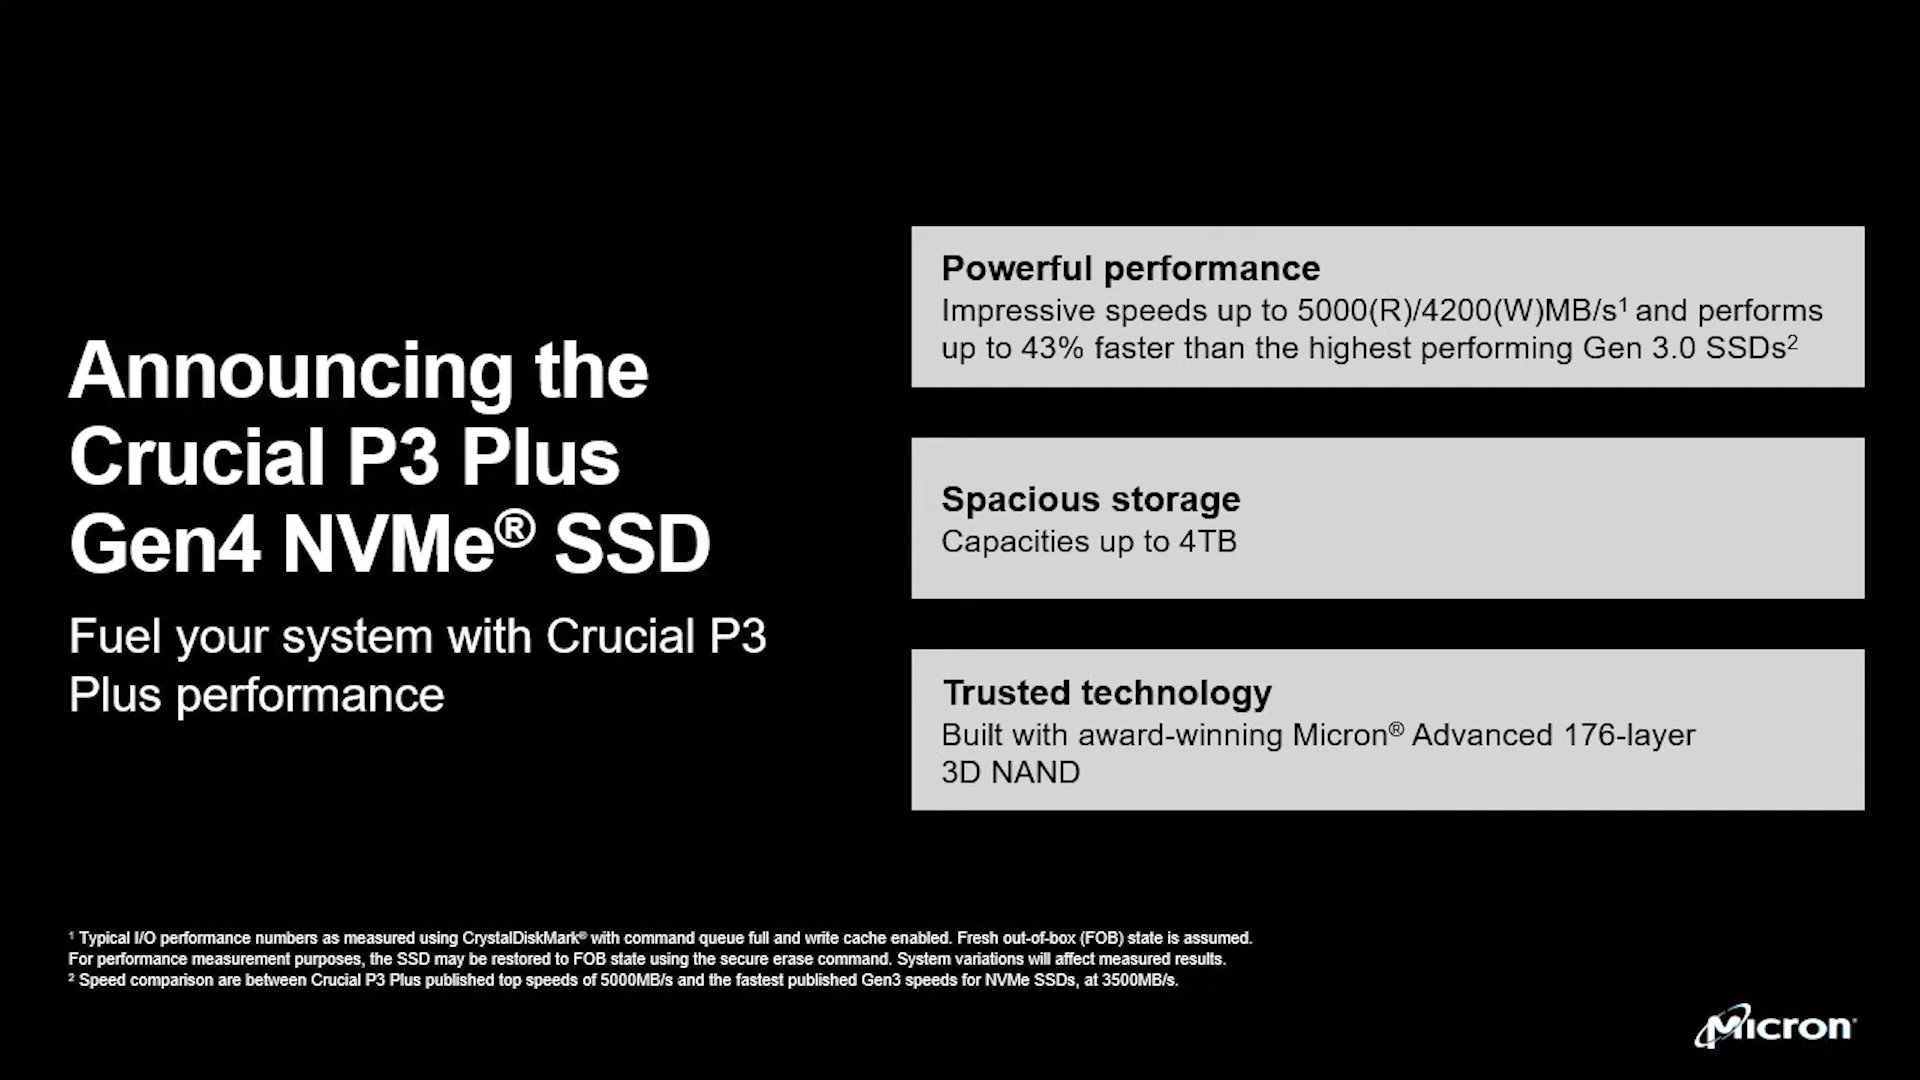 Announcing the
Crucial P3 Plus
Gen4 NVMe® SSD
Fuel your system with Crucial P3
Plus performance
Powerful performance
Impressive speeds up to 5000(R)/4200(W)MB/s¹ and performs
up to 43% faster than the highest performing Gen 3.0 SSDs²
Spacious storage
Capacities up to 4TB
Trusted technology
Built with award-winning Micron® Advanced 176-layer
3D NAND
¹ Typical I/O performance numbers as measured using CrystalDiskMark® with command queue full and write cache enabled. Fresh out-of-box (FOB) state is assumed.
For performance measurement purposes, the SSD may be restored to FOB state using the secure erase command. System variations will affect measured results.
² Speed comparison are between Crucial P3 Plus published top speeds of 5000MB/s and the fastest published Gen3 speeds for NVMe SSDs, at 3500MB/s.
Micron